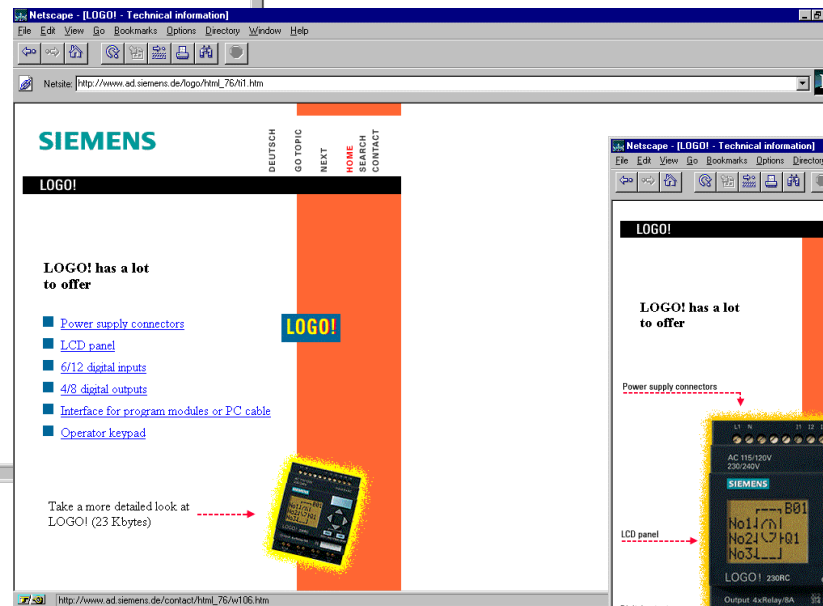 Netscape - [LOGO! - Technical information]
File Edit View Go Bookmarks Options Directory Window Help
Netsite: http://www.ad.siemens.de/logo/html_76/ti1.htm
SIEMENS
DEUTSCH
GO TOPIC
NEXT
HOME
SEARCH
CONTACT
LOGO!
LOGO! has a lot
to offer
Power supply connectors
LCD panel
6/12 digital inputs
4/8 digital outputs
Interface for program modules or PC cable
Operator keypad
LOGO!
Take a more detailed look at
LOGO! (23 Kbytes)
http://www.ad.siemens.de/contact/html_76/w106.htm
Netscape - [LOGO! - Technical information]
File Edit View Go Bookmarks Options Directory
LOGO!
LOGO! has a lot
to offer
Power supply connectors
L1 N I1 I2
AC 115/120V
230/240V
SIEMENS
B01
No1
No2 Q1
No3
LCD panel
LOGO! 230RC
Output 4xRelay/8A